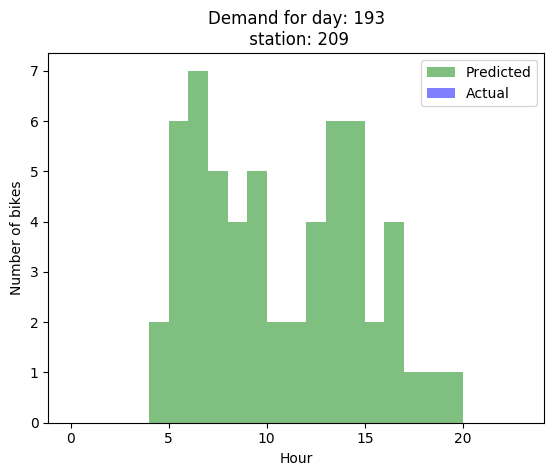 Demand for day: 193
station: 209
Predicted
Actual
Number of bikes
7
6
5
4
3
2
1
0
0
5
10
15
20
Hour